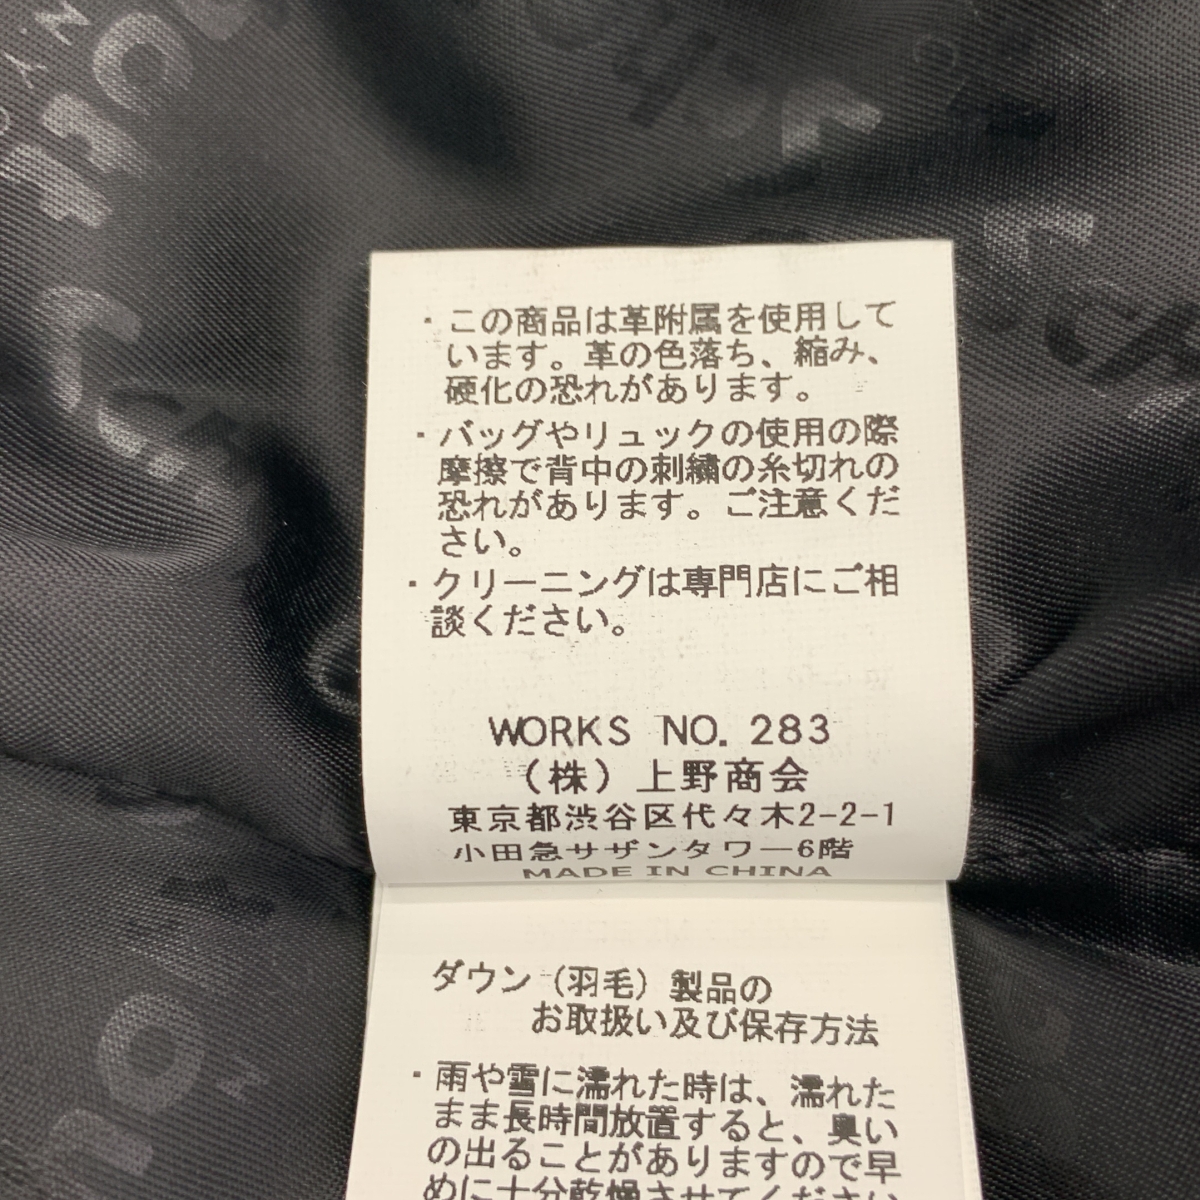 ・この商品は革附属を使用して
います。革の色落ち、縮み、
硬化の恐れがあります。
・バッグやリュックの使用の際
摩擦で背中の刺繍の糸切れの
恐れがあります。ご注意くだ
さい。
・クリーニングは専門店にご相
談ください。
WORKS NO. 283
（株）上野商会
東京都渋谷区代々木2-2-1
小田急サザンタワー6階
MADE IN CHINA
ダウン（羽毛）製品の
お取扱い及び保存方法
・雨や雪に濡れた時は、濡れた
まま長時間放置すると、臭い
の出ることがありますので早
めに十分乾燥させてください